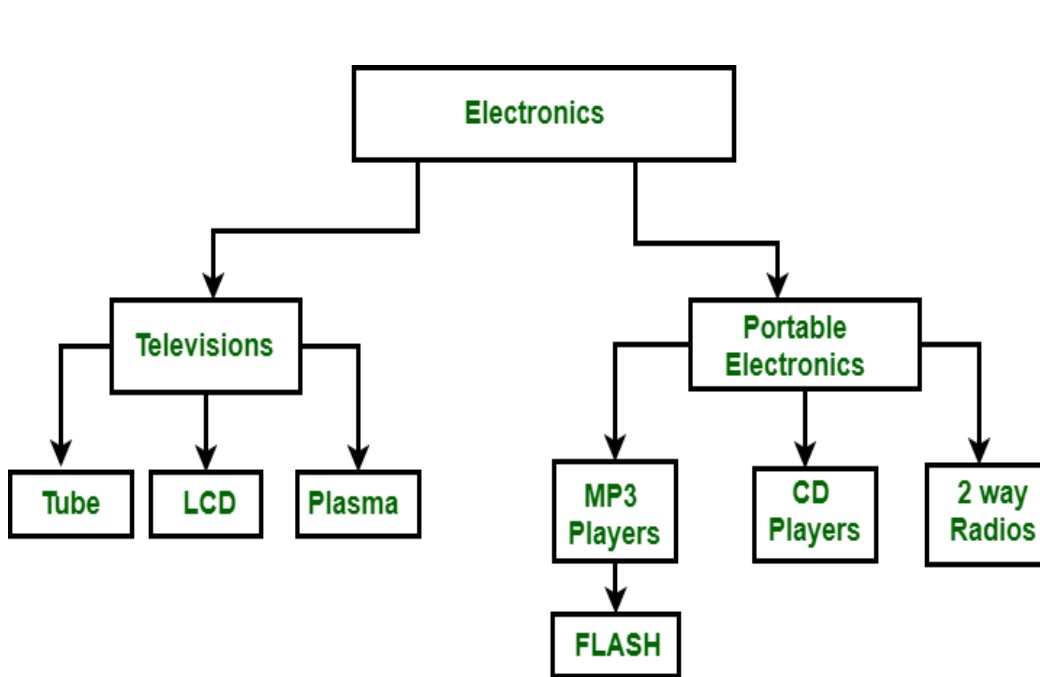 Electronics
Televisions
Portable
Electronics
Tube
LCD
Plasma
MP3
Players
CD
Players
2 way
Radios
FLASH